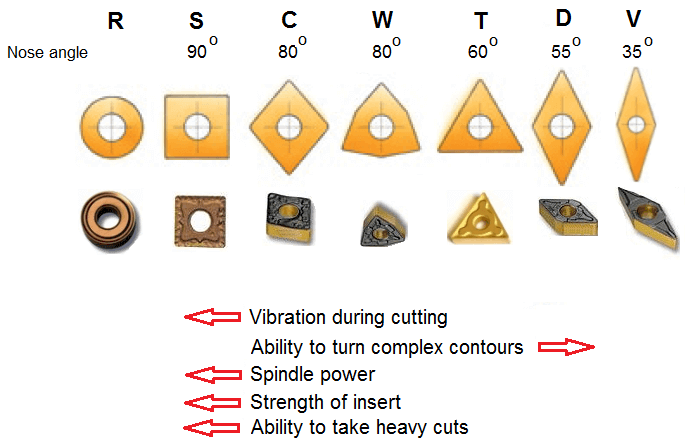 R S C W T D V
Nose angle 90° 80° 80° 60° 55° 35°
Vibration during cutting
Ability to turn complex contours
Spindle power
Strength of insert
Ability to take heavy cuts